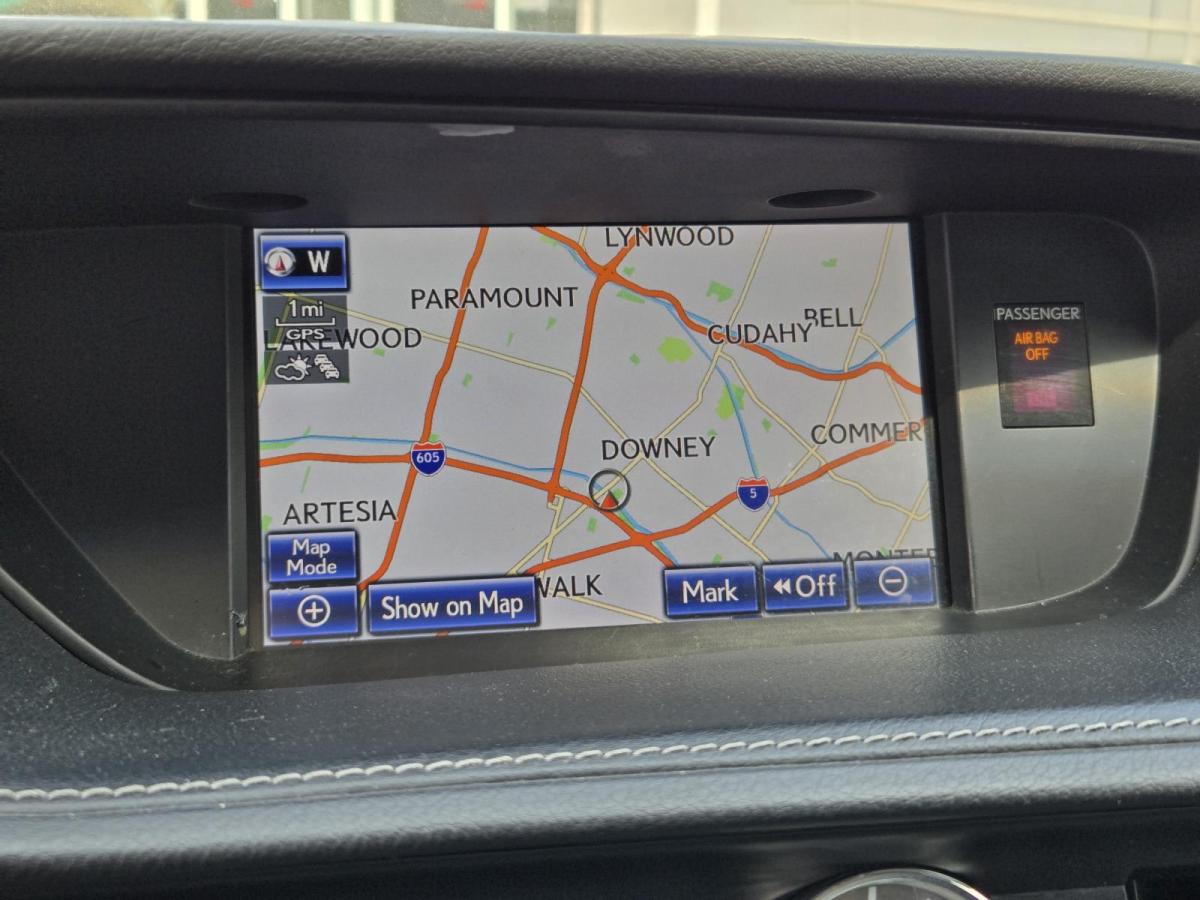 LYNWOOD
W
PARAMOUNT
1 mi
GPS
LAKEWOOD
CUDAHY
BELL
PASSENGER
AIR BAG
OFF
DOWNEY
COMMER
605
5
ARTESIA
Map
Mode
Show on Map
WALK
Mark
Off
MONTEB